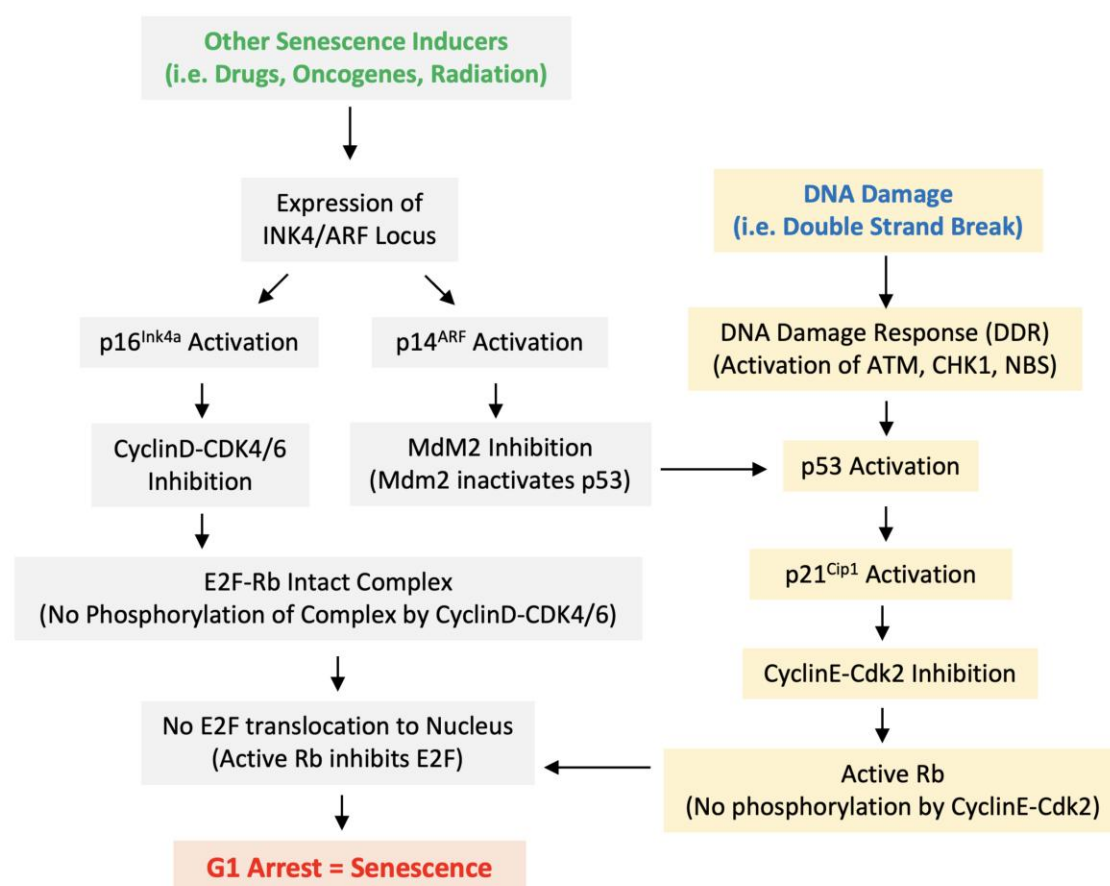 Other Senescence Inducers
(i.e. Drugs, Oncogenes, Radiation)
Expression of
INK4/ARF Locus
p16Ink4a Activation
p14ARF Activation
CyclinD-CDK4/6
Inhibition
MdM2 Inhibition
(Mdm2 inactivates p53)
E2F-Rb Intact Complex
(No Phosphorylation of Complex by CyclinD-CDK4/6)
No E2F translocation to Nucleus
(Active Rb inhibits E2F)
G1 Arrest = Senescence
DNA Damage
(i.e. Double Strand Break)
DNA Damage Response (DDR)
(Activation of ATM, CHK1, NBS)
p53 Activation
p21Cip1 Activation
CyclinE-Cdk2 Inhibition
Active Rb
(No phosphorylation by CyclinE-Cdk2)